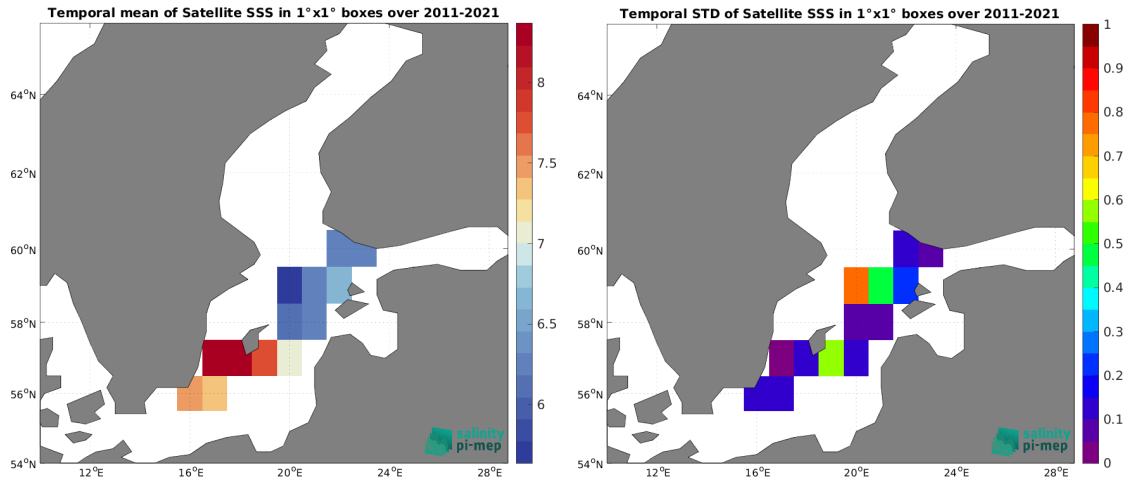 Temporal mean of Satellite SSS in 1°x1° boxes over 2011-2021
64°N
62°N
60°N
58°N
56°N
54°N
12°E
16°E
20°E
24°E
28°E
8
7.5
7
6.5
6
salinity
pi-mep
Temporal STD of Satellite SSS in 1°x1° boxes over 2011-2021
64°N
62°N
60°N
58°N
56°N
54°N
12°E
16°E
20°E
24°E
28°E
1
0.9
0.8
0.7
0.6
0.5
0.4
0.3
0.2
0.1
0
salinity
pi-mep